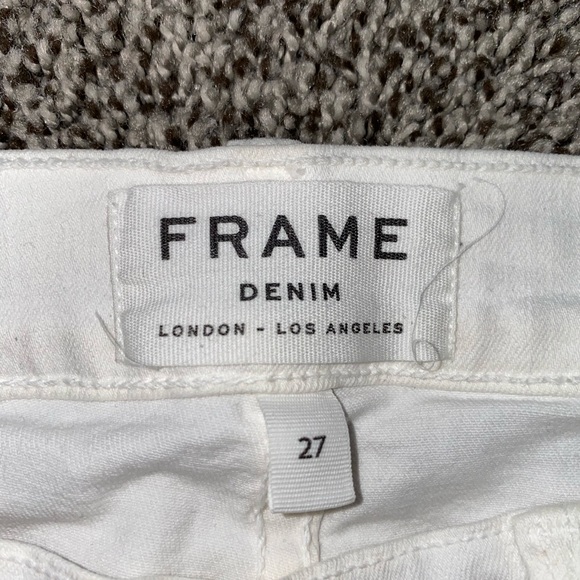 FRAME
DENIM
LONDON - LOS ANGELES
27